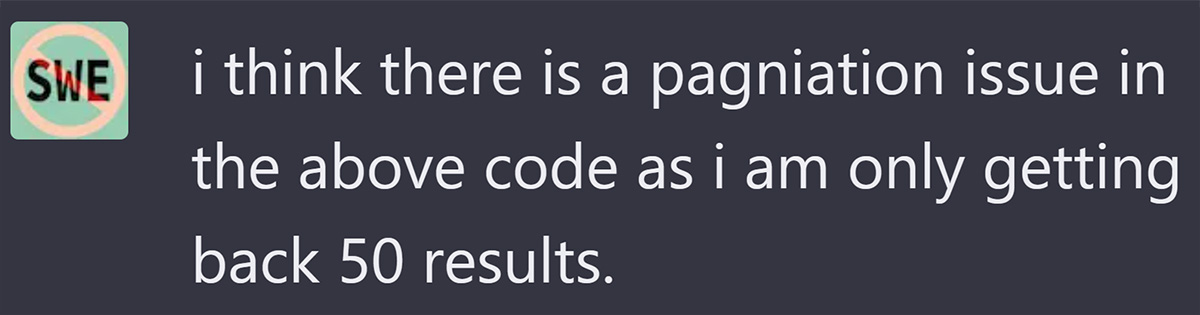 SWE
i think there is a pagniation issue in
the above code as i am only getting
back 50 results.